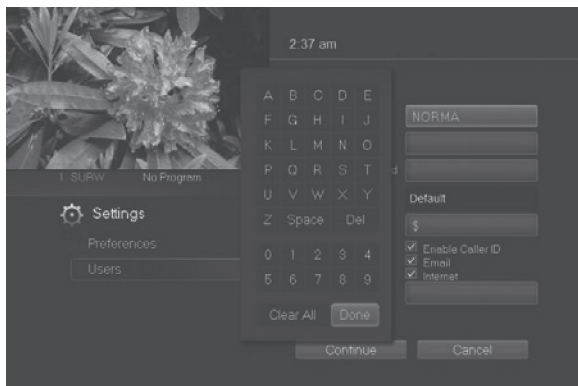 2:37 am
A B C D E
F G H I J
K L M N O
P Q R S T
U V W X Y
Z Space Del
0 1 2 3 4
5 6 7 8 9
Clear All Done
NORMA
d
Default
$
Enable Caller ID
Email
Internet
1 SURW No Program
Settings
Preferences
Users
Continue Cancel